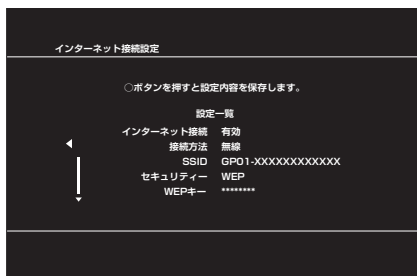 インターネット接続設定
○ボタンを押すと設定内容を保存します。
設定一覧
インターネット接続 有効
接続方法 無線
SSID GP01-XXXXXXXXXXXX
セキュリティー WEP
WEPキー ********